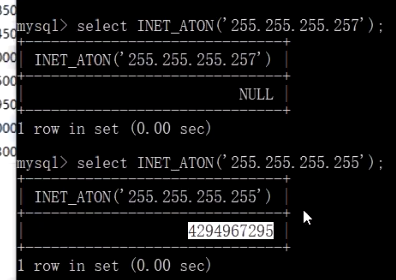 mysql> select INET_ATON('255.255.255.257');
+------------------------------+
| INET_ATON('255.255.255.257') |
+------------------------------+
| NULL |
+------------------------------+
1 row in set (0.00 sec)
mysql> select INET_ATON('255.255.255.255');
+------------------------------+
| INET_ATON('255.255.255.255') |
+------------------------------+
| 4294967295 |
+------------------------------+
1 row in set (0.00 sec)